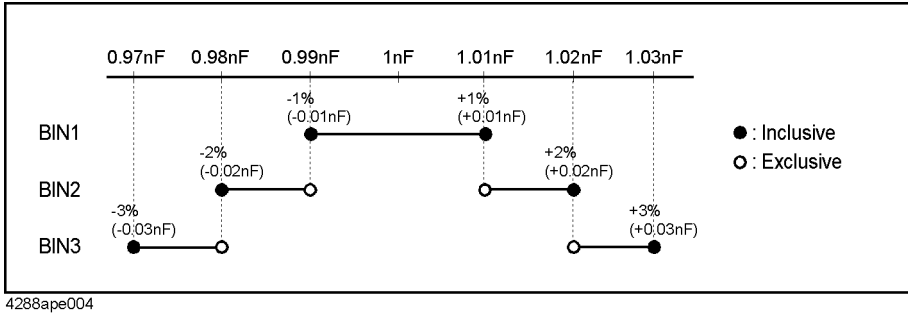 0.97nF 0.98nF 0.99nF 1nF 1.01nF 1.02nF 1.03nF
-1% +1%
(-0.01nF) (+0.01nF)
BIN1
● : Inclusive
-2% +2%
(-0.02nF) (+0.02nF)
○ : Exclusive
BIN2
-3% +3%
(-0.03nF) (+0.03nF)
BIN3
4288ape004